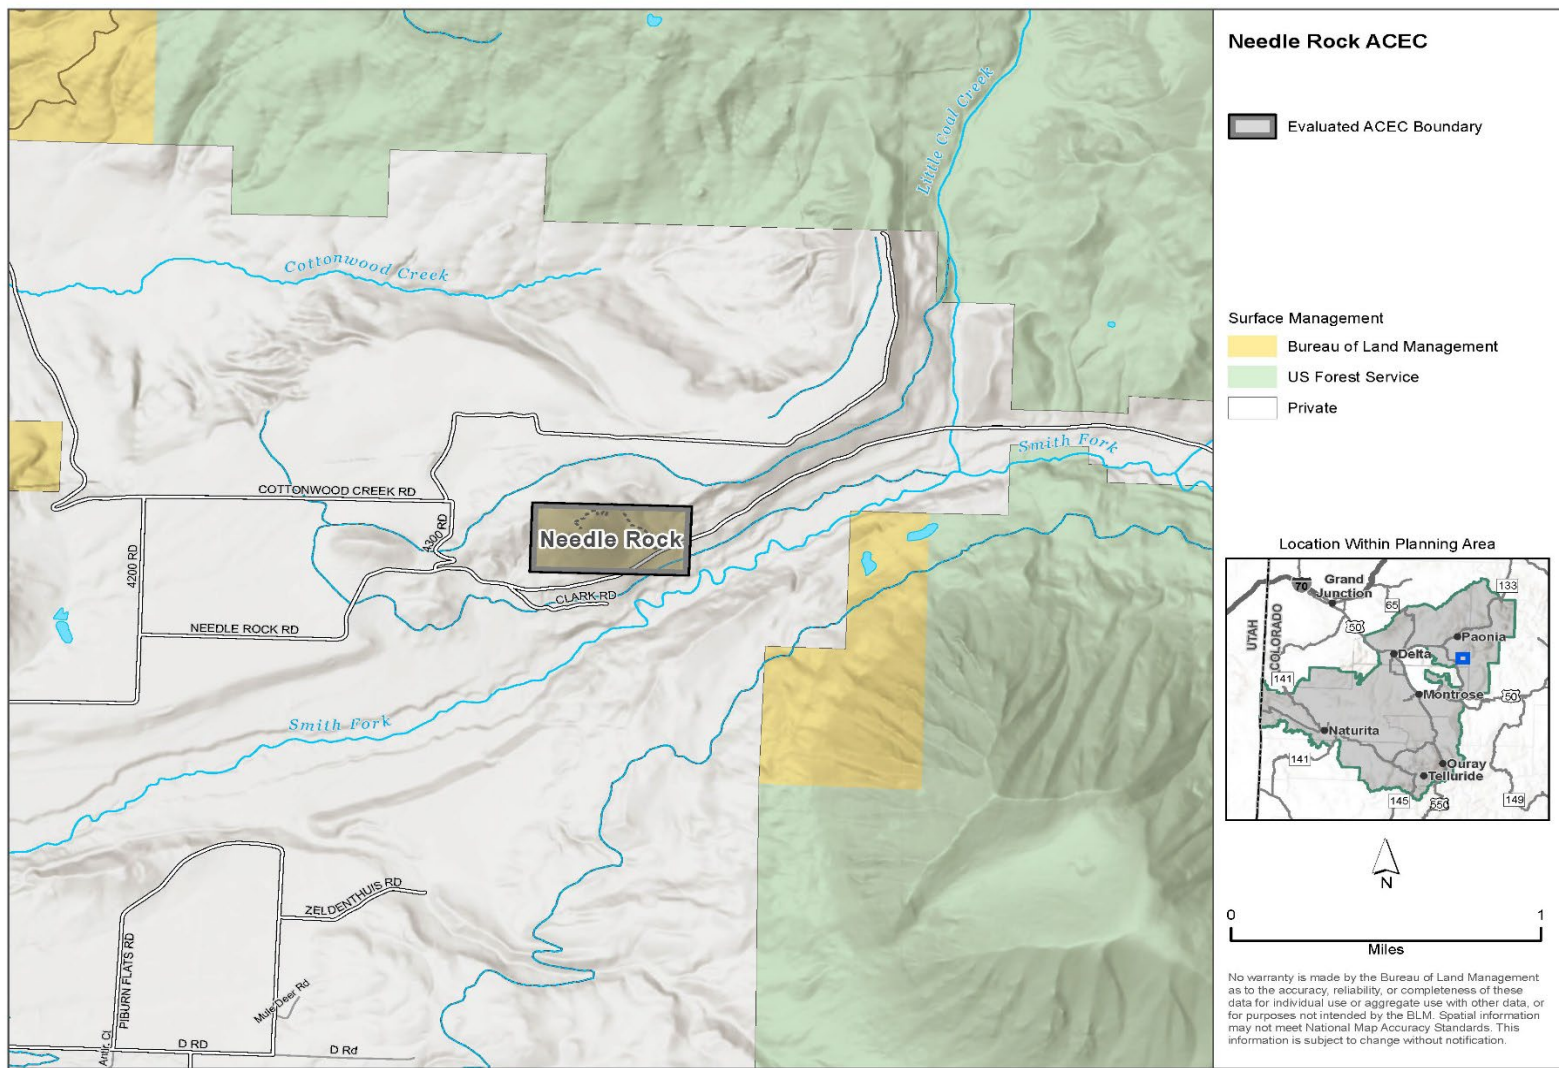 Needle Rock ACEC
Evaluated ACEC Boundary
Surface Management
Bureau of Land Management
US Forest Service
Private
Location Within Planning Area
70
Grand
Junction
133
65
50
UTAH
COLORADO
Paonia
Delta
141
Montrose
50
Naturita
141
Ouray
Telluride
145
550
149
N
0 1
Miles
No warranty is made by the Bureau of Land Management
as to the accuracy, reliability, or completeness of these
data for individual use or aggregate use with other data, or
for purposes not intended by the BLM. Spatial information
may not meet National Map Accuracy Standards. This
information is subject to change without notification.
Little Coal Creek
Cottonwood Creek
Smith Fork
COTTONWOOD CREEK RD
A300 RD
Needle Rock
4200 RD
CLARK RD
NEEDLE ROCK RD
Smith Fork
ZELDENTHUIS RD
PIBURN FLATS RD
Mule Deer Rd
D RD
D Rd